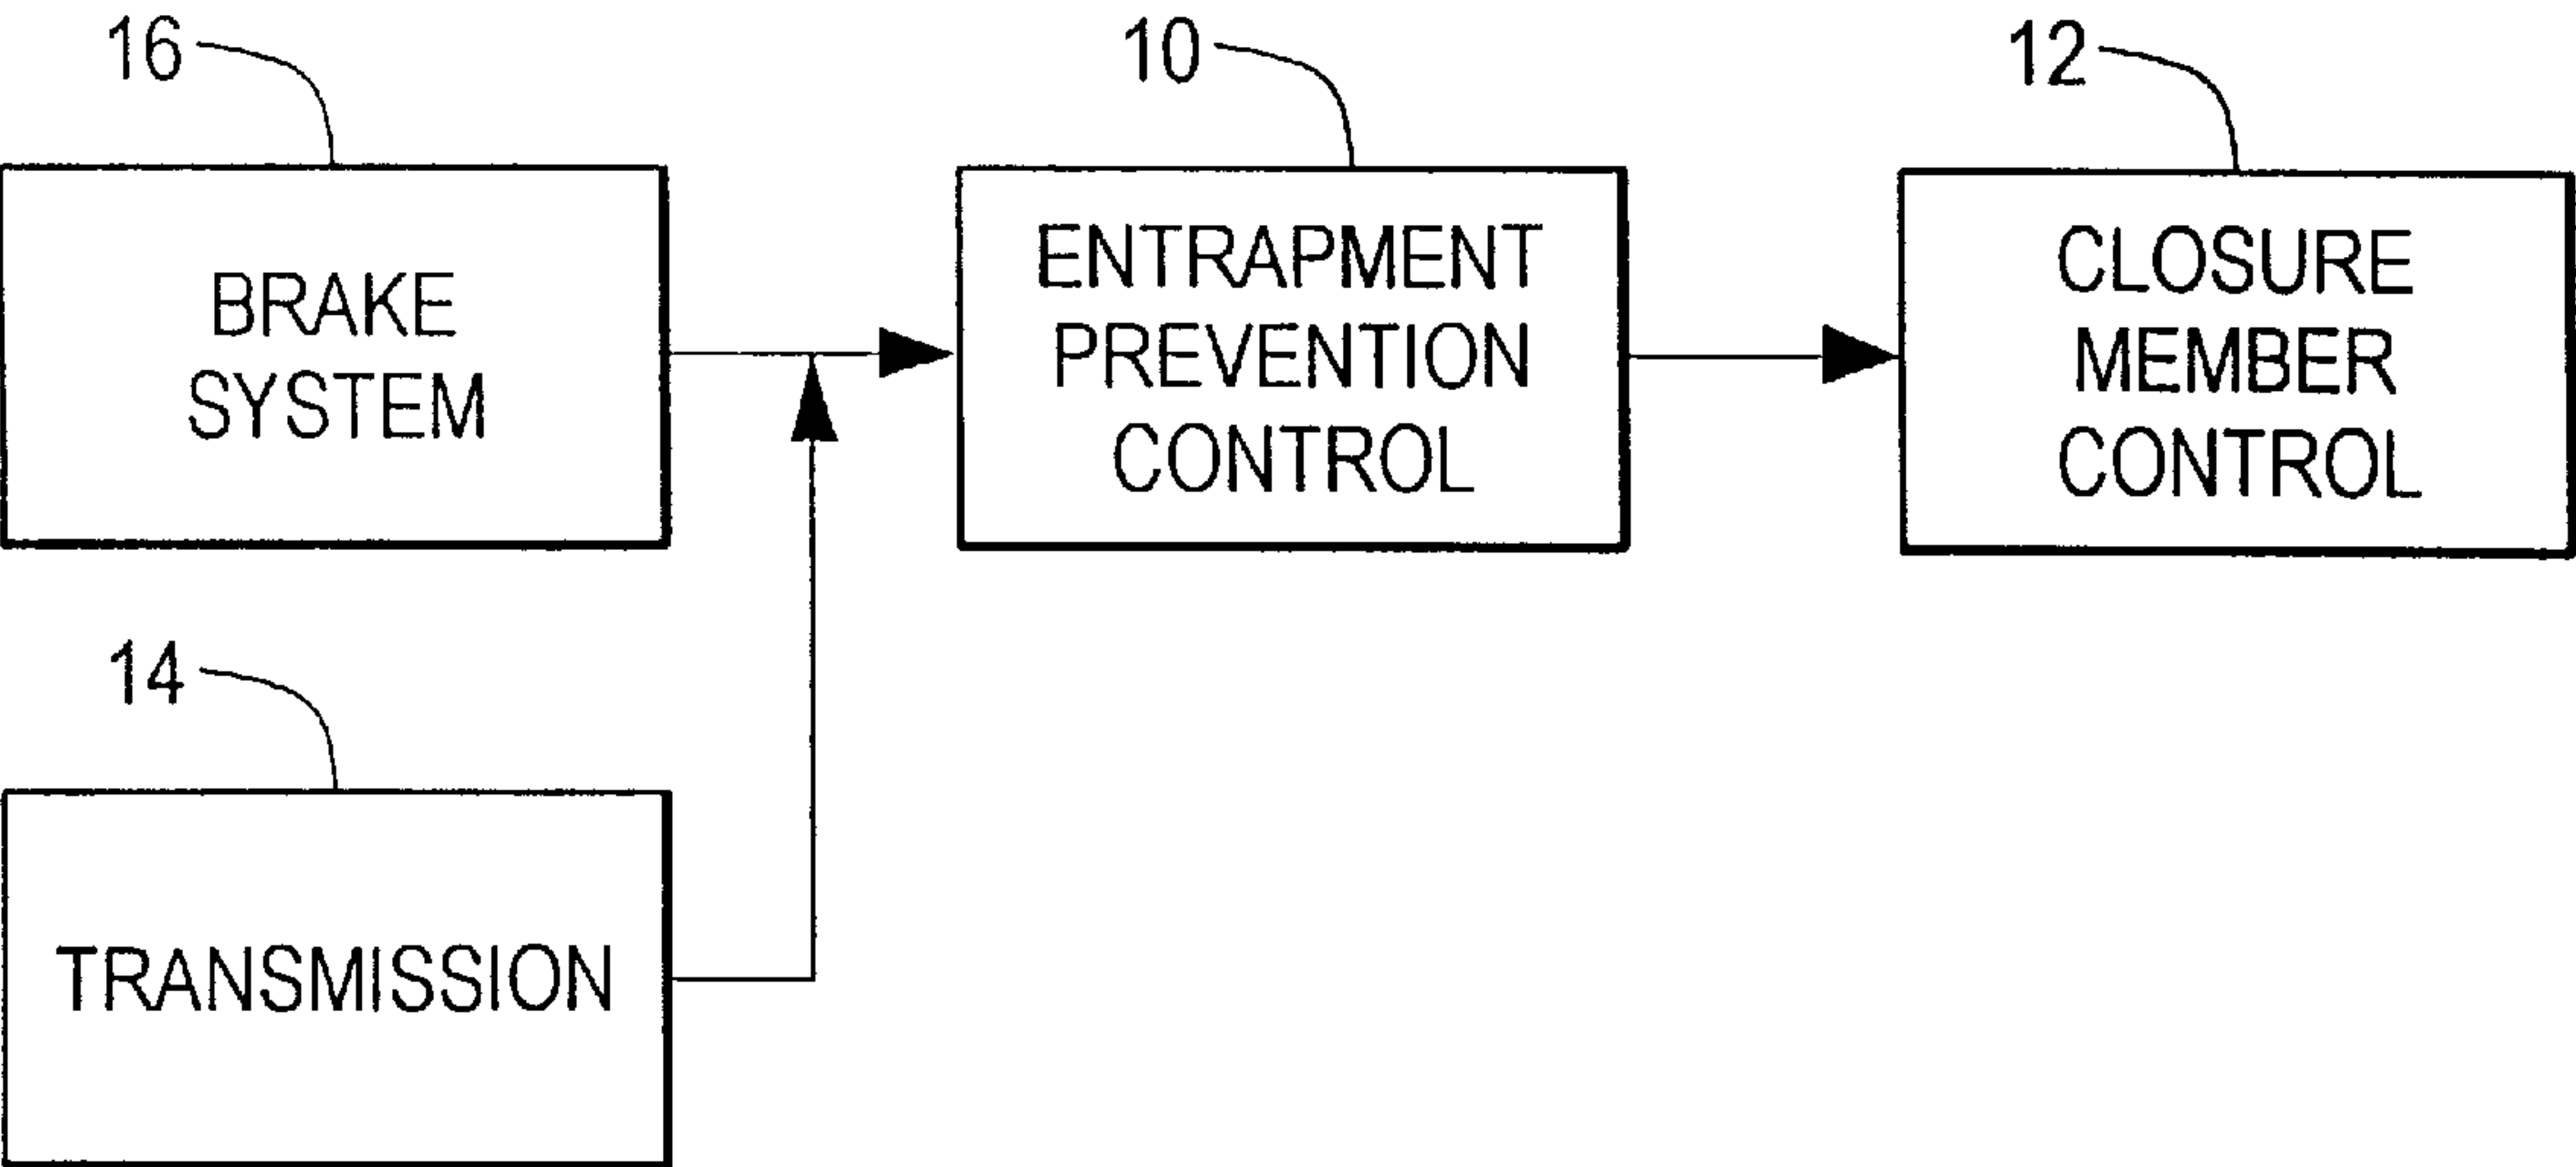 16
10
12
BRAKE
SYSTEM
ENTRAPMENT
PREVENTION
CONTROL
CLOSURE
MEMBER
CONTROL
14
TRANSMISSION